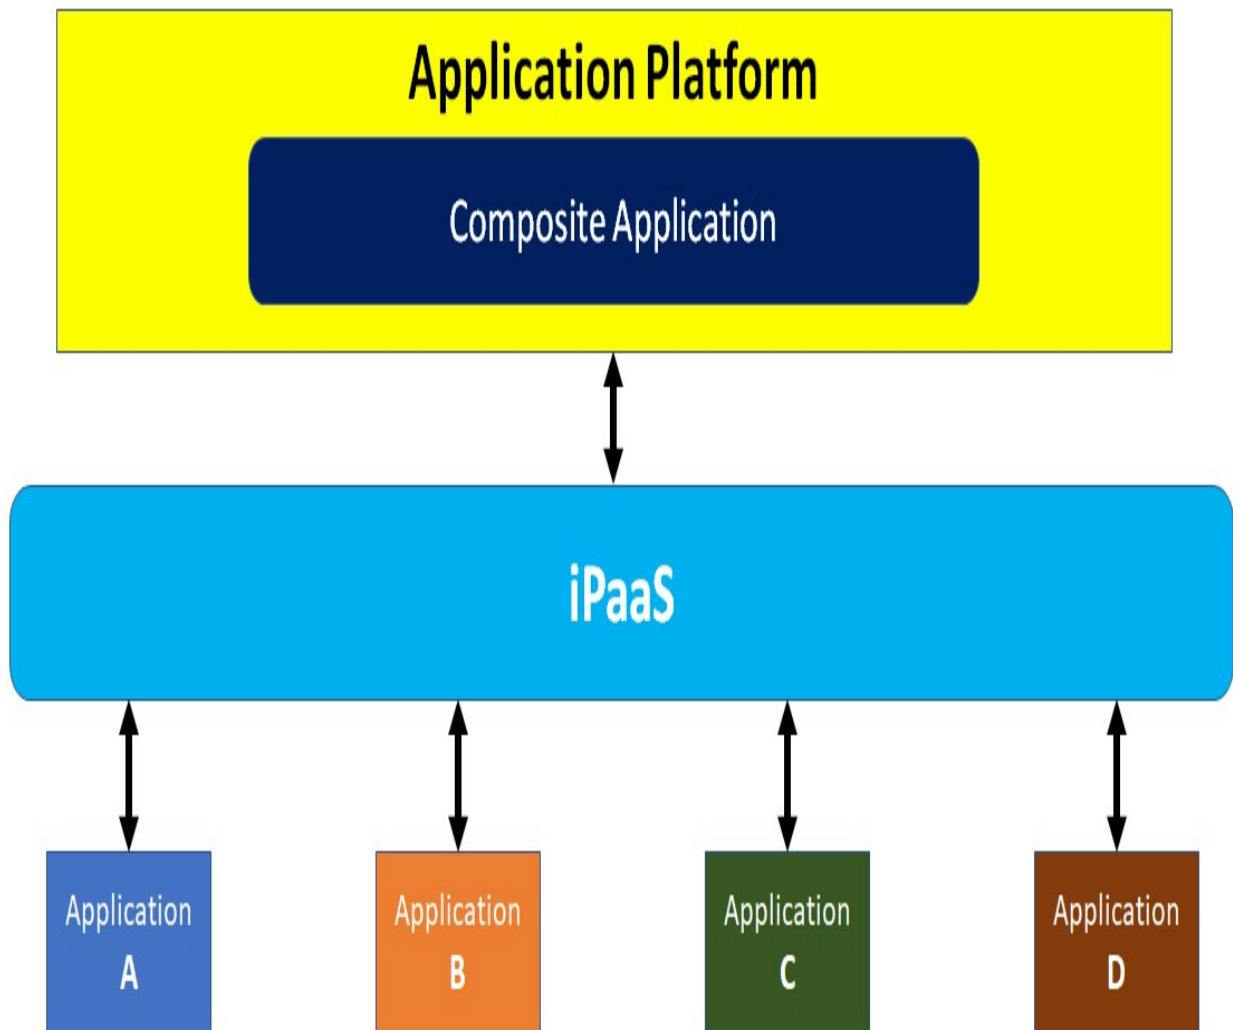 Application Platform
Composite Application
iPaaS
Application
A
Application
B
Application
C
Application
D